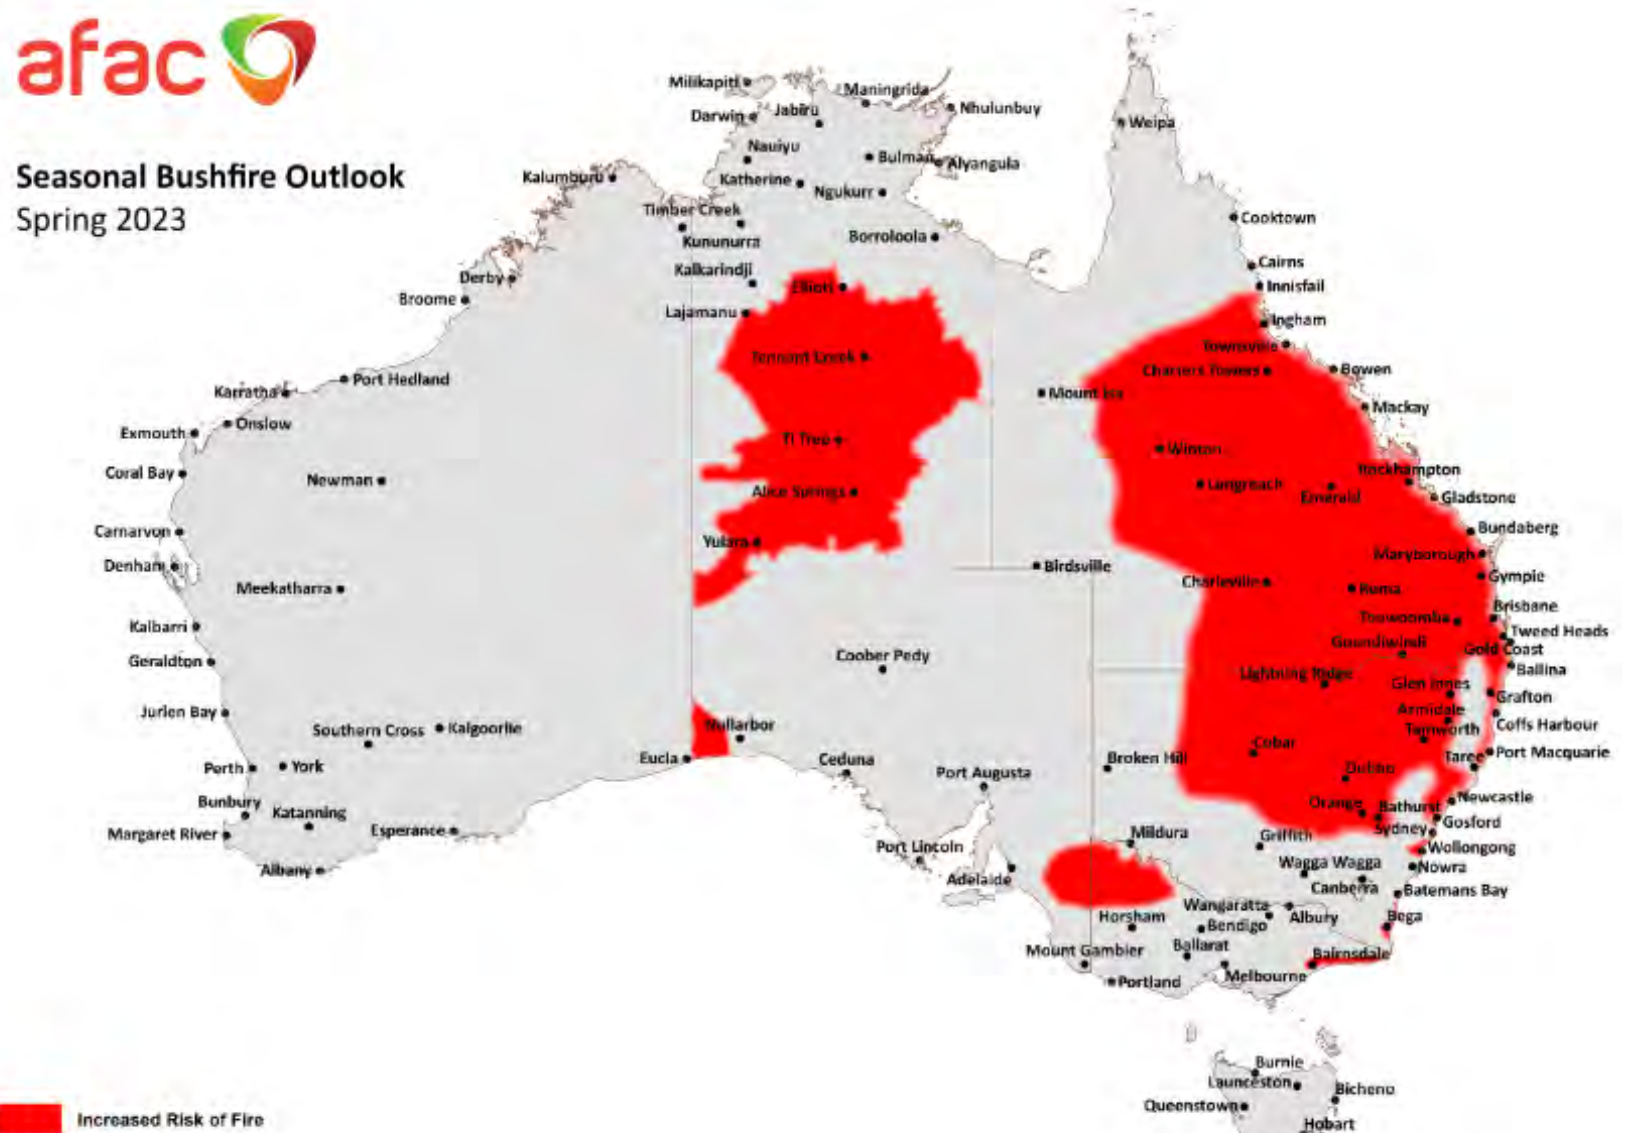 afac
Seasonal Bushfire Outlook
Spring 2023
Milikapiti
Maningrida
Darwin
Jabiru
Nhulunbuy
Weipa
Nauiyu
Bulman
Alyangula
Kalumburu
Katherine
Ngukurr
Timber Creek
Cooktown
Kununurra
Borroloola
Cairns
Kalkarindji
Derby
Elliott
Innisfail
Broome
Lajamanu
Ingham
Townsville
Tennant Creek
Charters Towers
Bowen
Karratha
Port Hedland
Mount Isa
Mackay
Onslow
Exmouth
Ti Tree
Winton
Coral Bay
Newman
Rockhampton
Alice Springs
Longreach
Emerald
Gladstone
Carnarvon
Bundaberg
Yulara
Maryborough
Denham
Birdsville
Gympie
Meekatharra
Charleville
Roma
Brisbane
Kalbarri
Toowoomba
Tweed Heads
Goondiwindi
Gold Coast
Geraldton
Coober Pedy
Ballina
Lightning Ridge
Glen Innes
Grafton
Jurien Bay
Armidale
Coffs Harbour
Southern Cross
Kalgoorlie
Nullarbor
Tamworth
Cobar
Port Macquarie
Eucla
Ceduna
Broken Hill
Taree
Perth
York
Port Augusta
Dubbo
Bunbury
Newcastle
Katanning
Orange
Bathurst
Gosford
Margaret River
Esperance
Mildura
Griffith
Sydney
Port Lincoln
Wollongong
Albany
Adelaide
Wagga Wagga
Nowra
Canberra
Batemans Bay
Wangaratta
Horsham
Bendigo
Albury
Bega
Mount Gambier
Ballarat
Bairnsdale
Portland
Melbourne
Burnie
Launceston
Bicheno
Queenstown
Hobart
Increased Risk of Fire